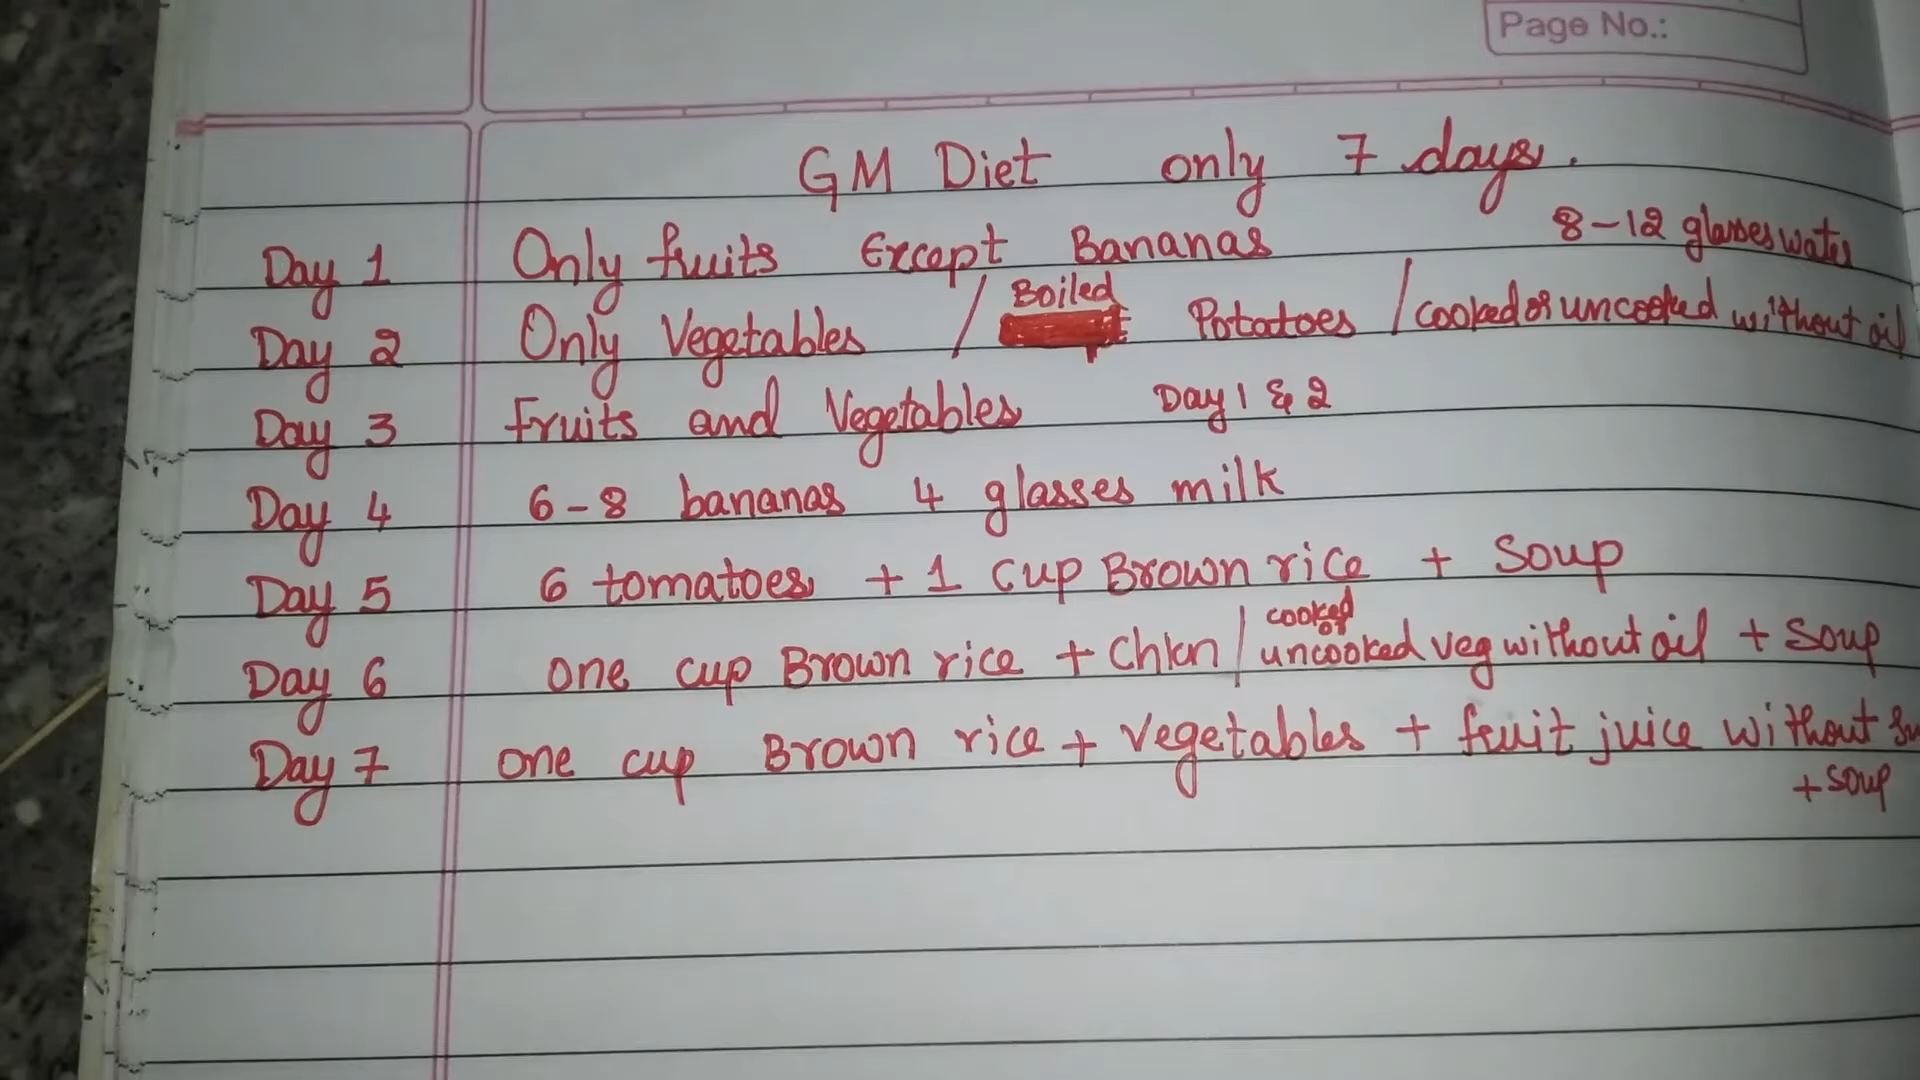 Page No.:
GM Diet only 7 days.
Day 1 Only fruits Except Bananas 8-12 glasses water
Day 2 Only Vegetables / Boiled Potatoes / cooked or uncooked without oil
Day 3 Fruits and Vegetables Day 1 & 2
Day 4 6-8 bananas 4 glasses milk
Day 5 6 tomatoes + 1 cup Brown rice + Soup
Day 6 one cup Brown rice + Chkn / cooked or uncooked veg without oil + Soup
Day 7 one cup Brown rice + vegetables + fruit juice without
+ soup